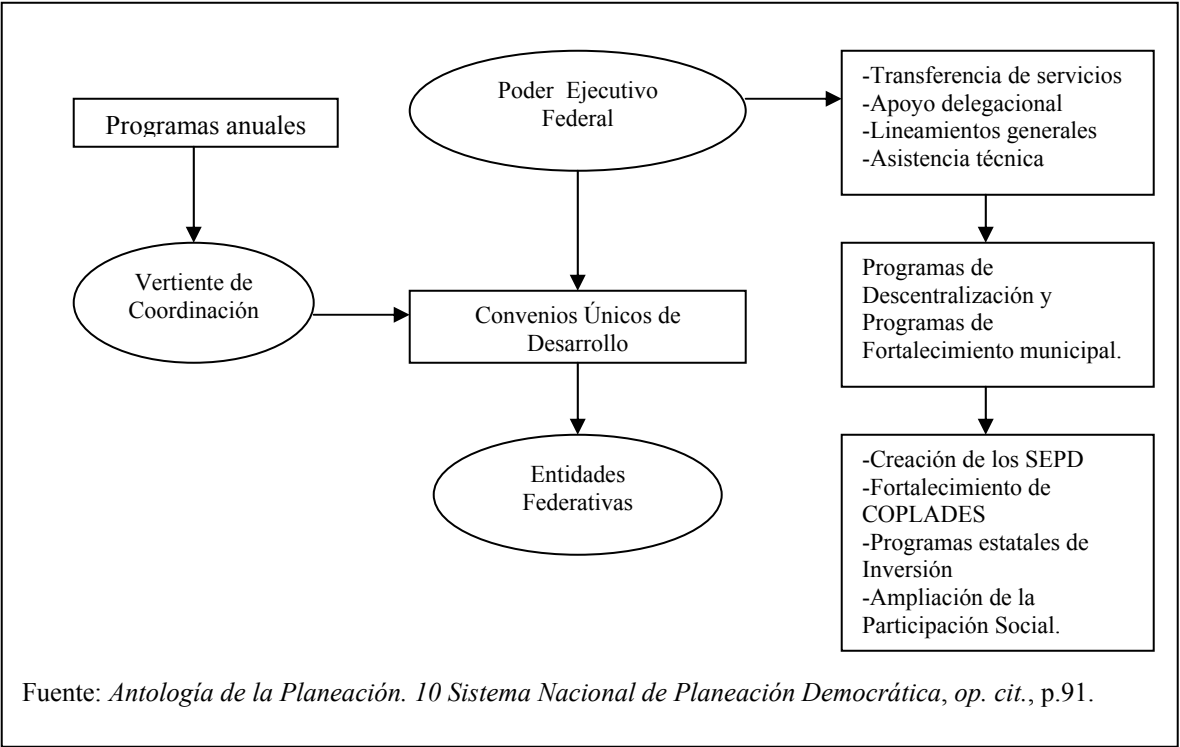 Programas anuales
Vertiente de
Coordinación
Poder Ejecutivo
Federal
Convenios Únicos de
Desarrollo
Entidades
Federativas
-Transferencia de servicios
-Apoyo delegacional
-Lineamientos generales
-Asistencia técnica
Programas de
Descentralización y
Programas de
Fortalecimiento municipal.
-Creación de los SEPD
-Fortalecimiento de
COPLADES
-Programas estatales de
Inversión
-Ampliación de la
Participación Social.
Fuente: Antología de la Planeación. 10 Sistema Nacional de Planeación Democrática, op. cit., p.91.